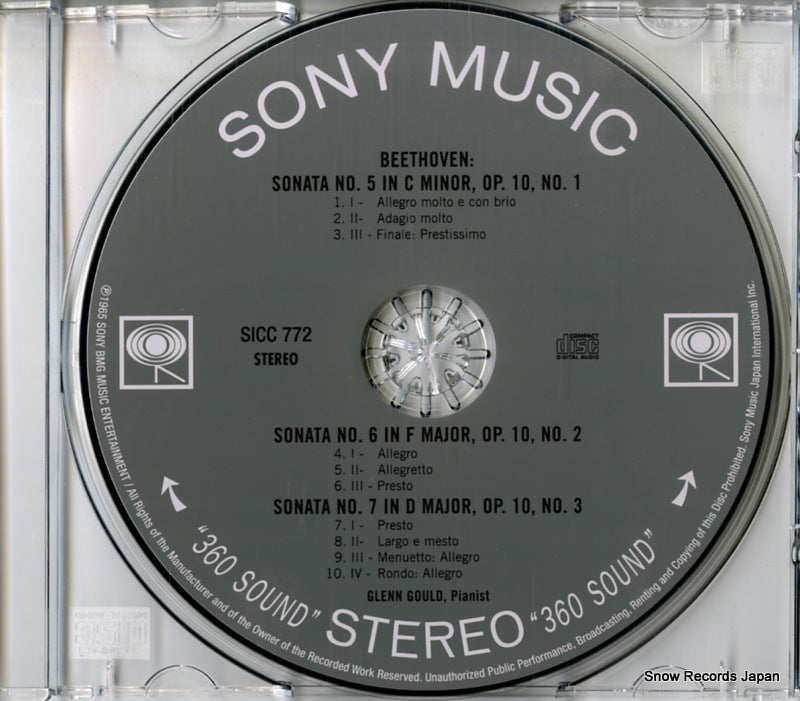 SONY MUSIC
BEETHOVEN:
SONATA NO. 5 IN C MINOR, OP. 10, NO. 1
1. I - Allegro molto e con brio
2. II- Adagio molto
3. III - Finale: Prestissimo
SICC 772
STEREO
COMPACT
disc
DIGITAL AUDIO
SONATA NO. 6 IN F MAJOR, OP. 10, NO. 2
4. I - Allegro
5. II- Allegretto
6. III - Presto
SONATA NO. 7 IN D MAJOR, OP. 10, NO. 3
7. I - Presto
8. II- Largo e mesto
9. III - Menuetto: Allegro
10. IV - Rondo: Allegro
GLENN GOULD, Pianist
"360 SOUND" STEREO "360 SOUND"
℗1965 SONY BMG MUSIC ENTERTAINMENT / All Rights of the Manufacturer and of the Owner of the Recorded Work Reserved. Unauthorized Public Performance, Broadcasting, Renting and Copying of this Disc Prohibited. Sony Music Japan International Inc.
Snow Records Japan